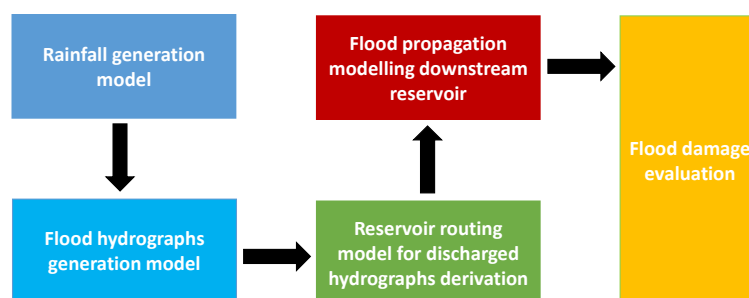 Rainfall generation
model
Flood hydrographs
generation model
Reservoir routing
model for discharged
hydrographs derivation
Flood propagation
modelling downstream
reservoir
Flood damage
evaluation